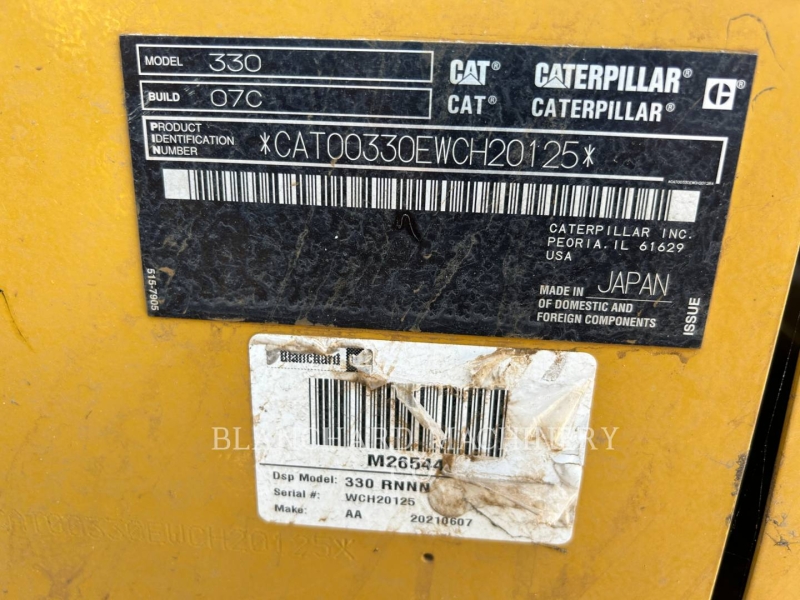 MODEL 330
BUILD 07C
CAT® CATERPILLAR® C
CAT® CATERPILLAR®
PRODUCT
IDENTIFICATION
NUMBER
*CAT00330EWCH20125*
CATERPILLAR INC.
PEORIA, IL 61629
USA
515-7905
MADE IN JAPAN
OF DOMESTIC AND
FOREIGN COMPONENTS
ISSUE
Blanchard
BLANCHARD MACHINERY
M26544
Dsp Model: 330 RNNN
Serial #: WCH20125
Make: AA 20210607
00330EWCH20125*